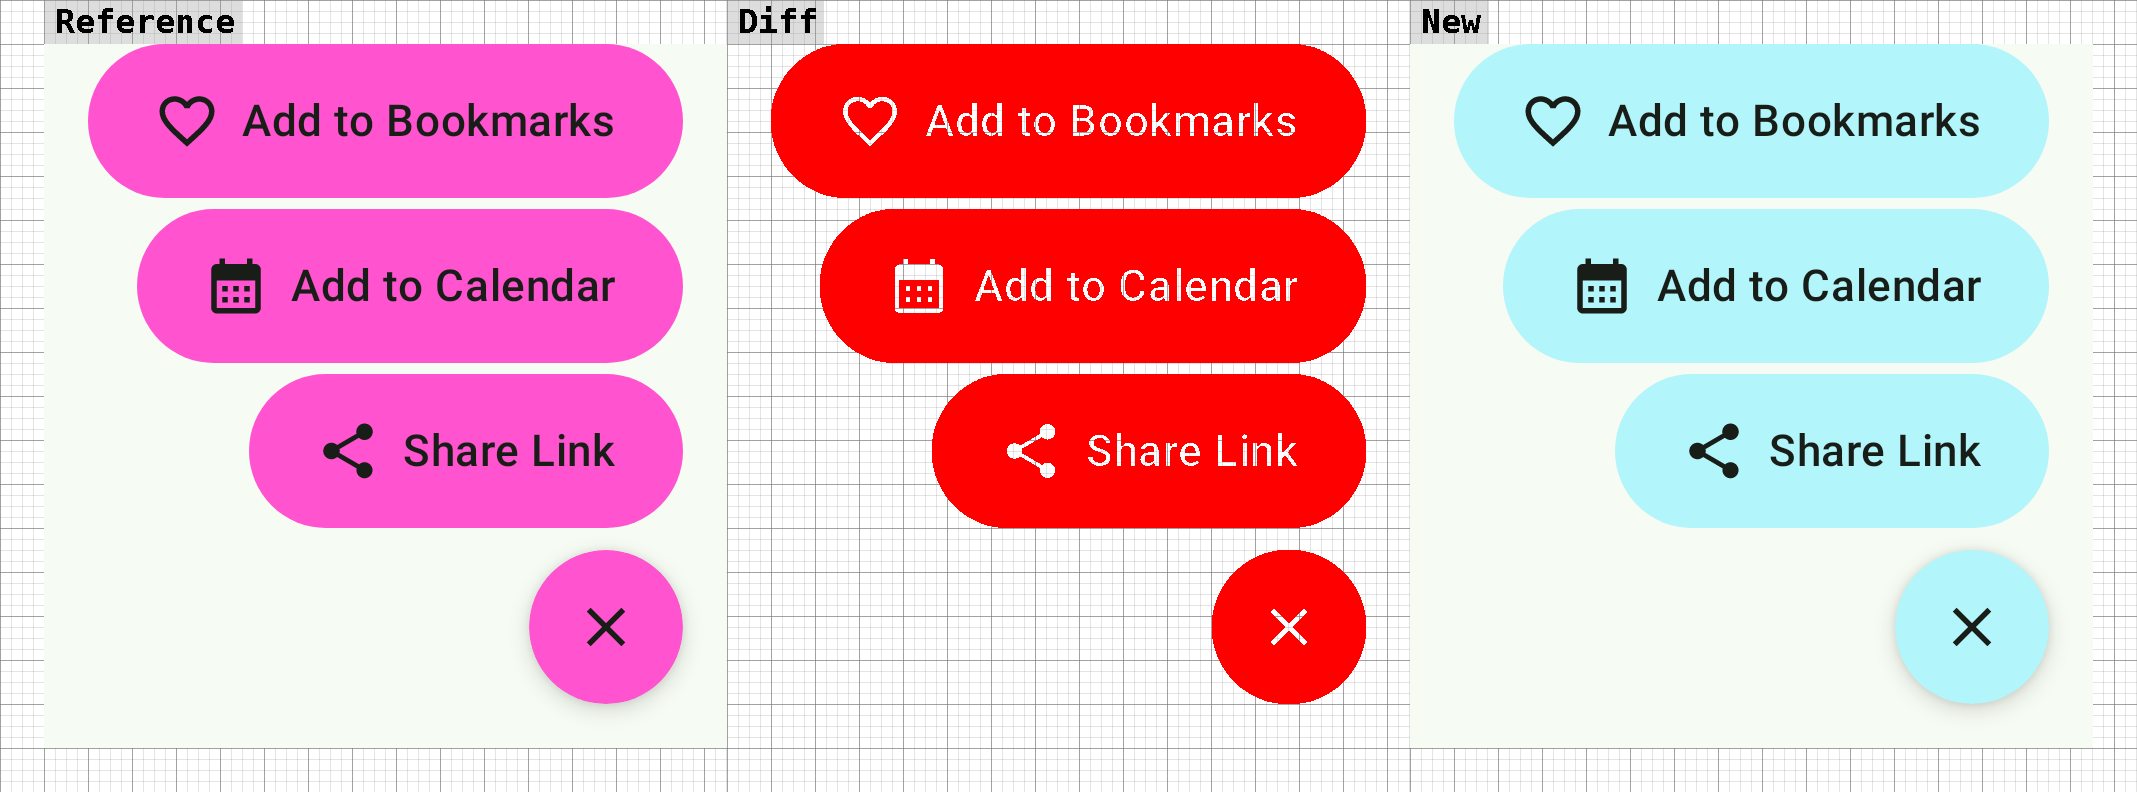 Reference
Diff
New
Add to Bookmarks
Add to Bookmarks
Add to Bookmarks
Add to Calendar
Add to Calendar
Add to Calendar
Share Link
Share Link
Share Link